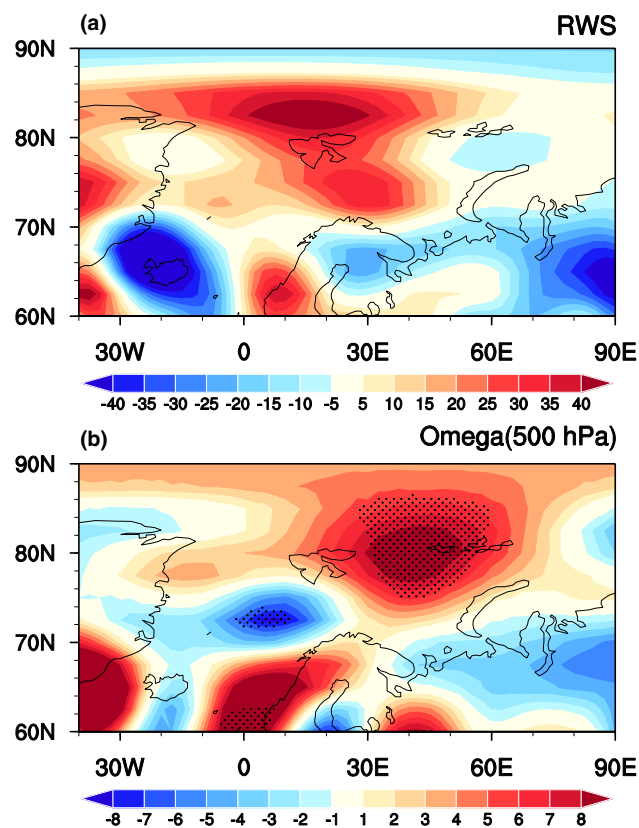 (a) RWS
90N
80N
70N
60N
30W 0 30E 60E 90E
-40 -35 -30 -25 -20 -15 -10 -5 5 10 15 20 25 30 35 40
(b) Omega(500 hPa)
90N
80N
70N
60N
30W 0 30E 60E 90E
-8 -7 -6 -5 -4 -3 -2 -1 1 2 3 4 5 6 7 8